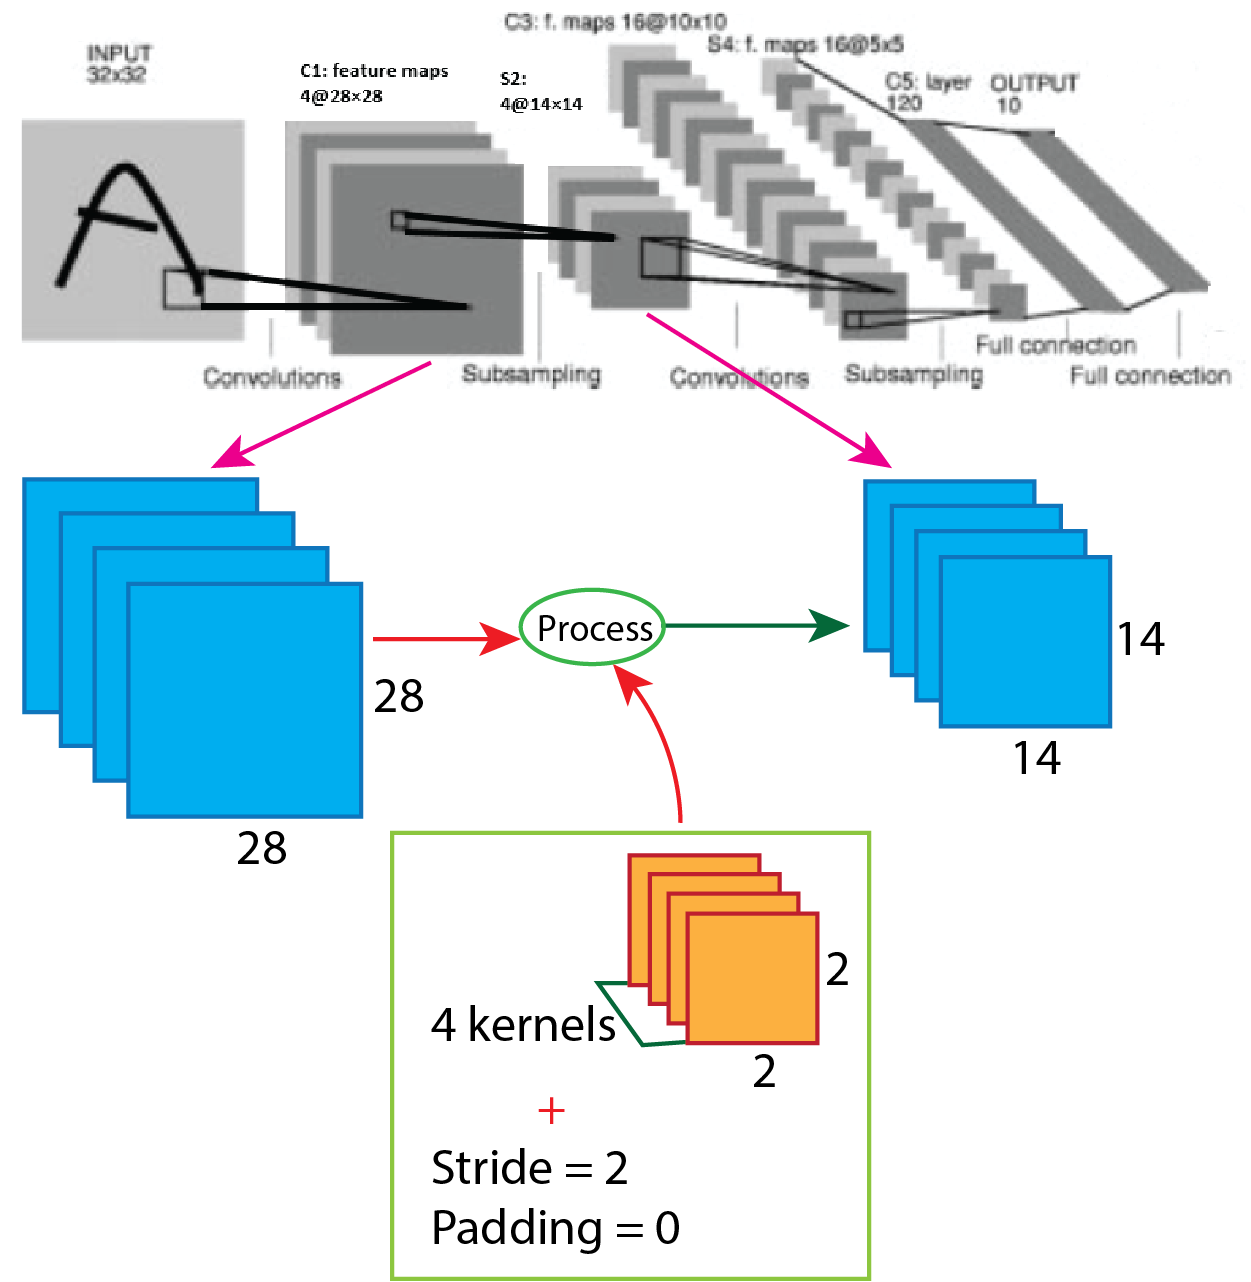 INPUT
32x32
C1: feature maps
4@28×28
S2:
4@14×14
C3: f. maps 16@10x10
S4: f. maps 16@5x5
C5: layer
120
OUTPUT
10
Convolutions
Subsampling
Convolutions
Subsampling
Full connection
Full connection
28
28
Process
14
14
4 kernels
2
2
+
Stride = 2
Padding = 0